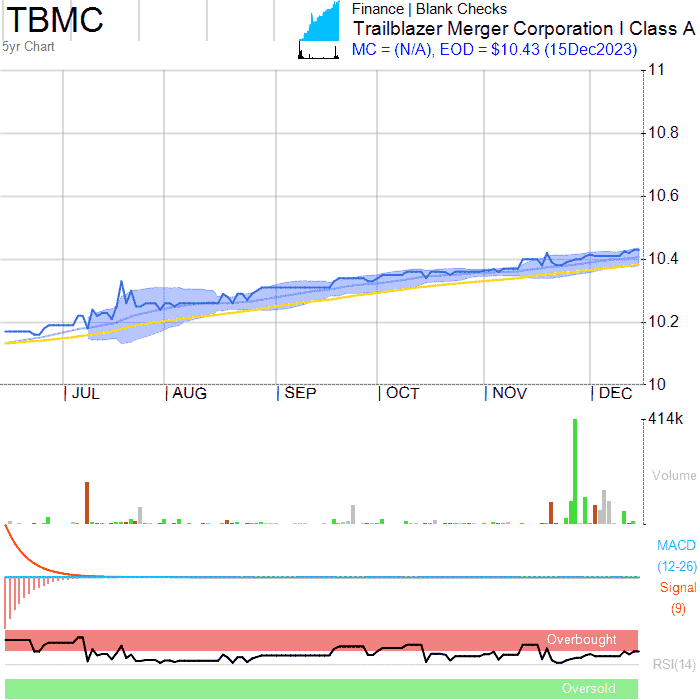 TBMC
5yr Chart
Finance | Blank Checks
Trailblazer Merger Corporation I Class A
MC = (N/A), EOD = $10.43 (15Dec2023)
11
10.8
10.6
10.4
10.2
10
JUL AUG SEP OCT NOV DEC
414k
Volume
MACD
(12-26)
Signal
(9)
Overbought
RSI(14)
Oversold